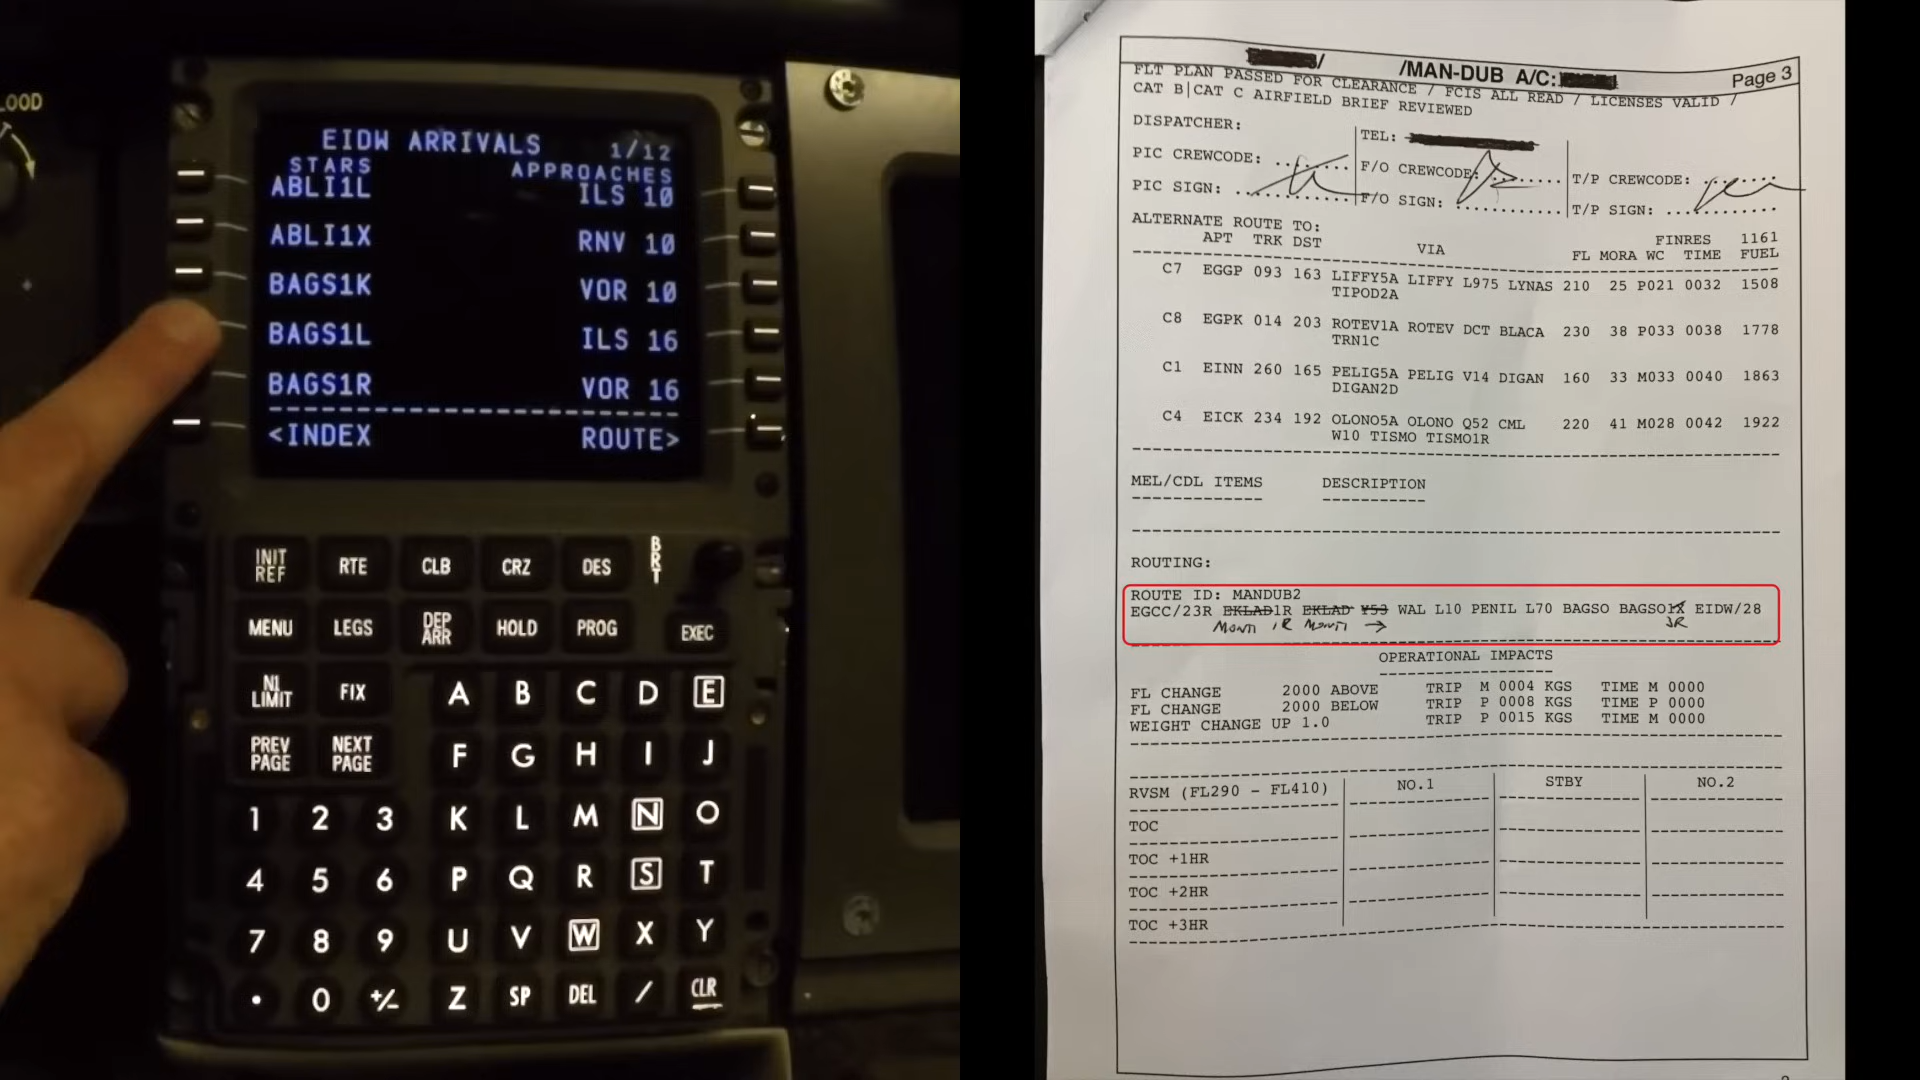 LOOD
EIDW ARRIVALS 1/12
STARS APPROACHES
ABLI1L ILS 10
ABLI1X RNV 10
BAGS1K VOR 10
BAGS1L ILS 16
BAGS1R VOR 16
<INDEX ROUTE>
INIT REF RTE CLB CRZ DES BRT
MENU LEGS DEP ARR HOLD PROG EXEC
N1 LIMIT FIX A B C D E
PREV PAGE NEXT PAGE F G H I J
1 2 3 K L M N O
4 5 6 P Q R S T
7 8 9 U V W X Y
. 0 +/- Z SP DEL / CLR
/ /MAN-DUB A/C: Page 3
FLT PLAN PASSED FOR CLEARANCE / FCIS ALL READ / LICENSES VALID /
CAT B|CAT C AIRFIELD BRIEF REVIEWED
DISPATCHER: TEL:
PIC CREWCODE: F/O CREWCODE: T/P CREWCODE:
PIC SIGN: F/O SIGN: T/P SIGN:
ALTERNATE ROUTE TO: FINRES 1161
APT TRK DST VIA FL MORA WC TIME FUEL
C7 EGGP 093 163 LIFFY5A LIFFY L975 LYNAS 210 25 P021 0032 1508
TIPOD2A
C8 EGPK 014 203 ROTEV1A ROTEV DCT BLACA 230 38 P033 0038 1778
TRN1C
C1 EINN 260 165 PELIG5A PELIG V14 DIGAN 160 33 M033 0040 1863
DIGAN2D
C4 EICK 234 192 OLONO5A OLONO Q52 CML 220 41 M028 0042 1922
W10 TISMO TISMO1R
MEL/CDL ITEMS DESCRIPTION
ROUTING:
ROUTE ID: MANDUB2
EGCC/23R EKLAD1R EKLAD Y53 WAL L10 PENIL L70 BAGSO BAGSO1X EIDW/28
MONTI 1R MONTI →
OPERATIONAL IMPACTS
FL CHANGE 2000 ABOVE TRIP M 0004 KGS TIME M 0000
FL CHANGE 2000 BELOW TRIP P 0008 KGS TIME P 0000
WEIGHT CHANGE UP 1.0 TRIP P 0015 KGS TIME M 0000
RVSM (FL290 - FL410) NO.1 STBY NO.2
TOC
TOC +1HR
TOC +2HR
TOC +3HR